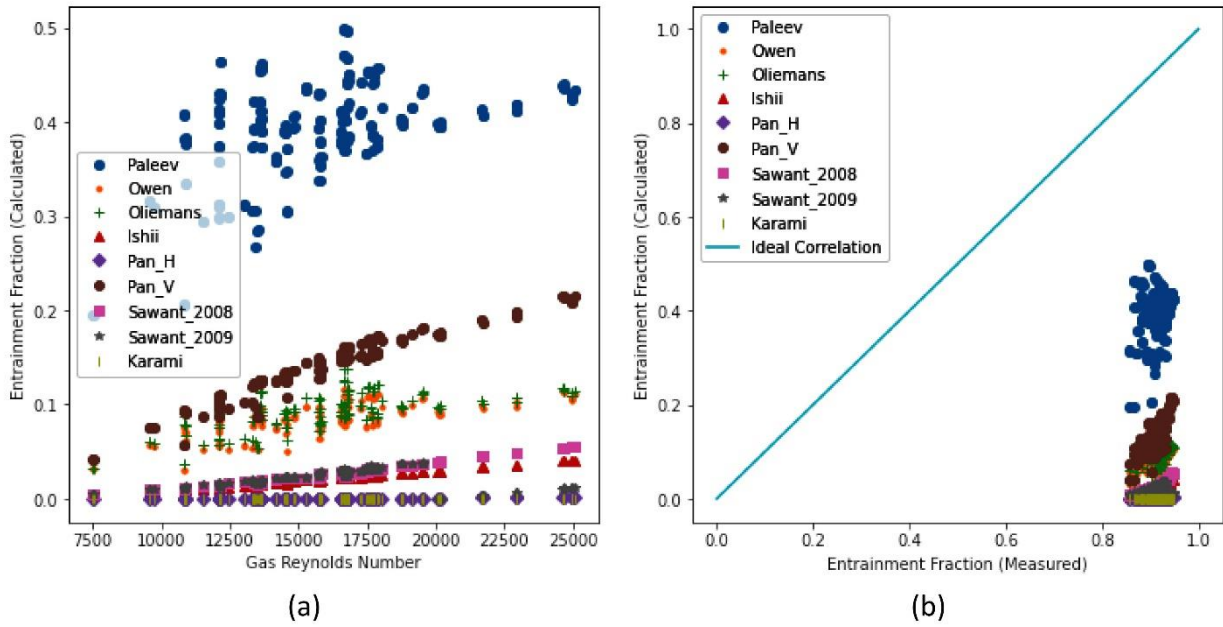 0.5
0.4
0.3
0.2
0.1
0.0
Entrainment Fraction (Calculated)
Paleev
Owen
Oliemans
Ishii
Pan_H
Pan_V
Sawant_2008
Sawant_2009
Karami
7500 10000 12500 15000 17500 20000 22500 25000
Gas Reynolds Number
(a)
1.0
0.8
0.6
0.4
0.2
0.0
Entrainment Fraction (Calculated)
Paleev
Owen
Oliemans
Ishii
Pan_H
Pan_V
Sawant_2008
Sawant_2009
Karami
Ideal Correlation
0.0 0.2 0.4 0.6 0.8 1.0
Entrainment Fraction (Measured)
(b)